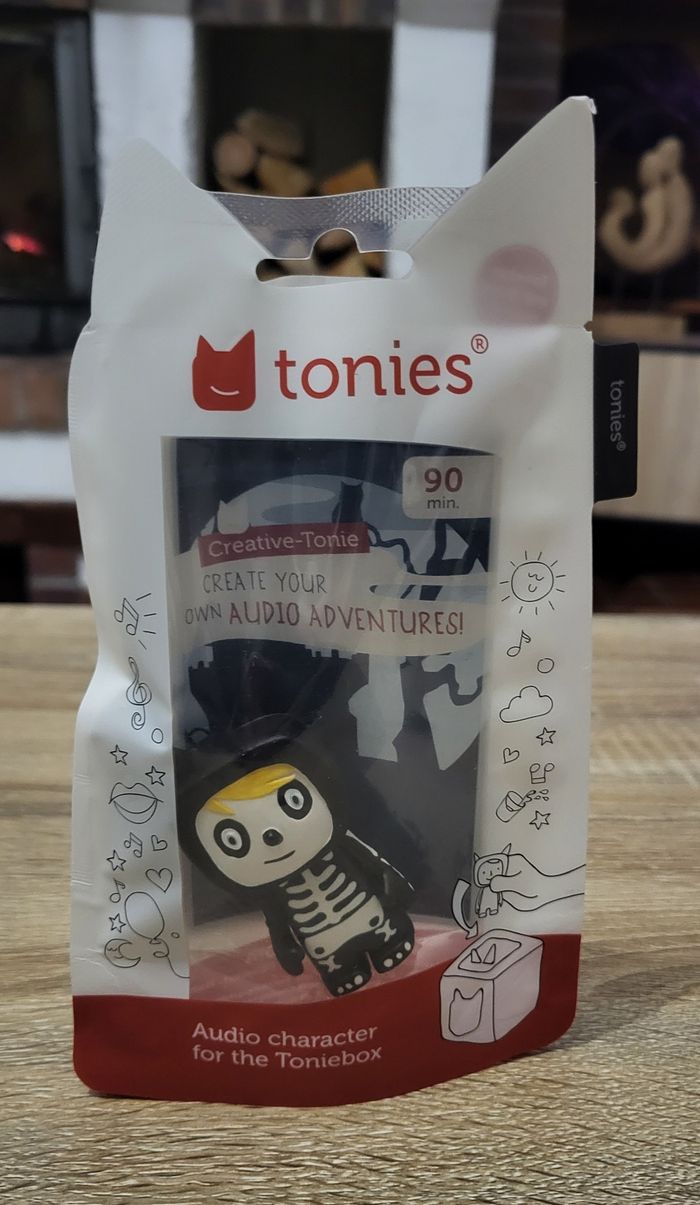 tonies®
tonies®
90
min.
Creative-Tonie
CREATE YOUR
OWN AUDIO ADVENTURES!
Audio character
for the Toniebox